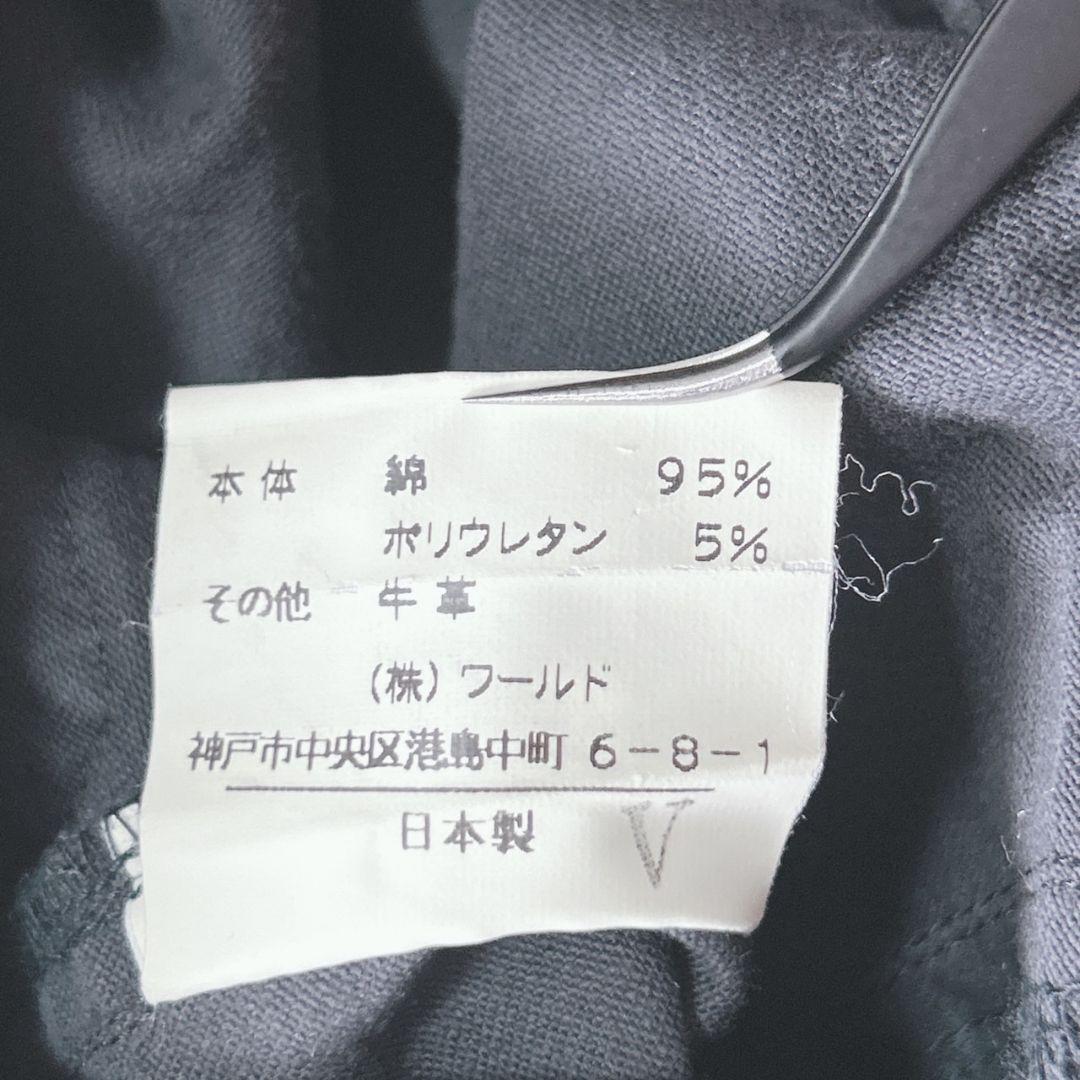 本体 綿 95%
ポリウレタン 5%
その他 牛革
(株)ワールド
神戸市中央区港島中町6-8-1
日本製 V